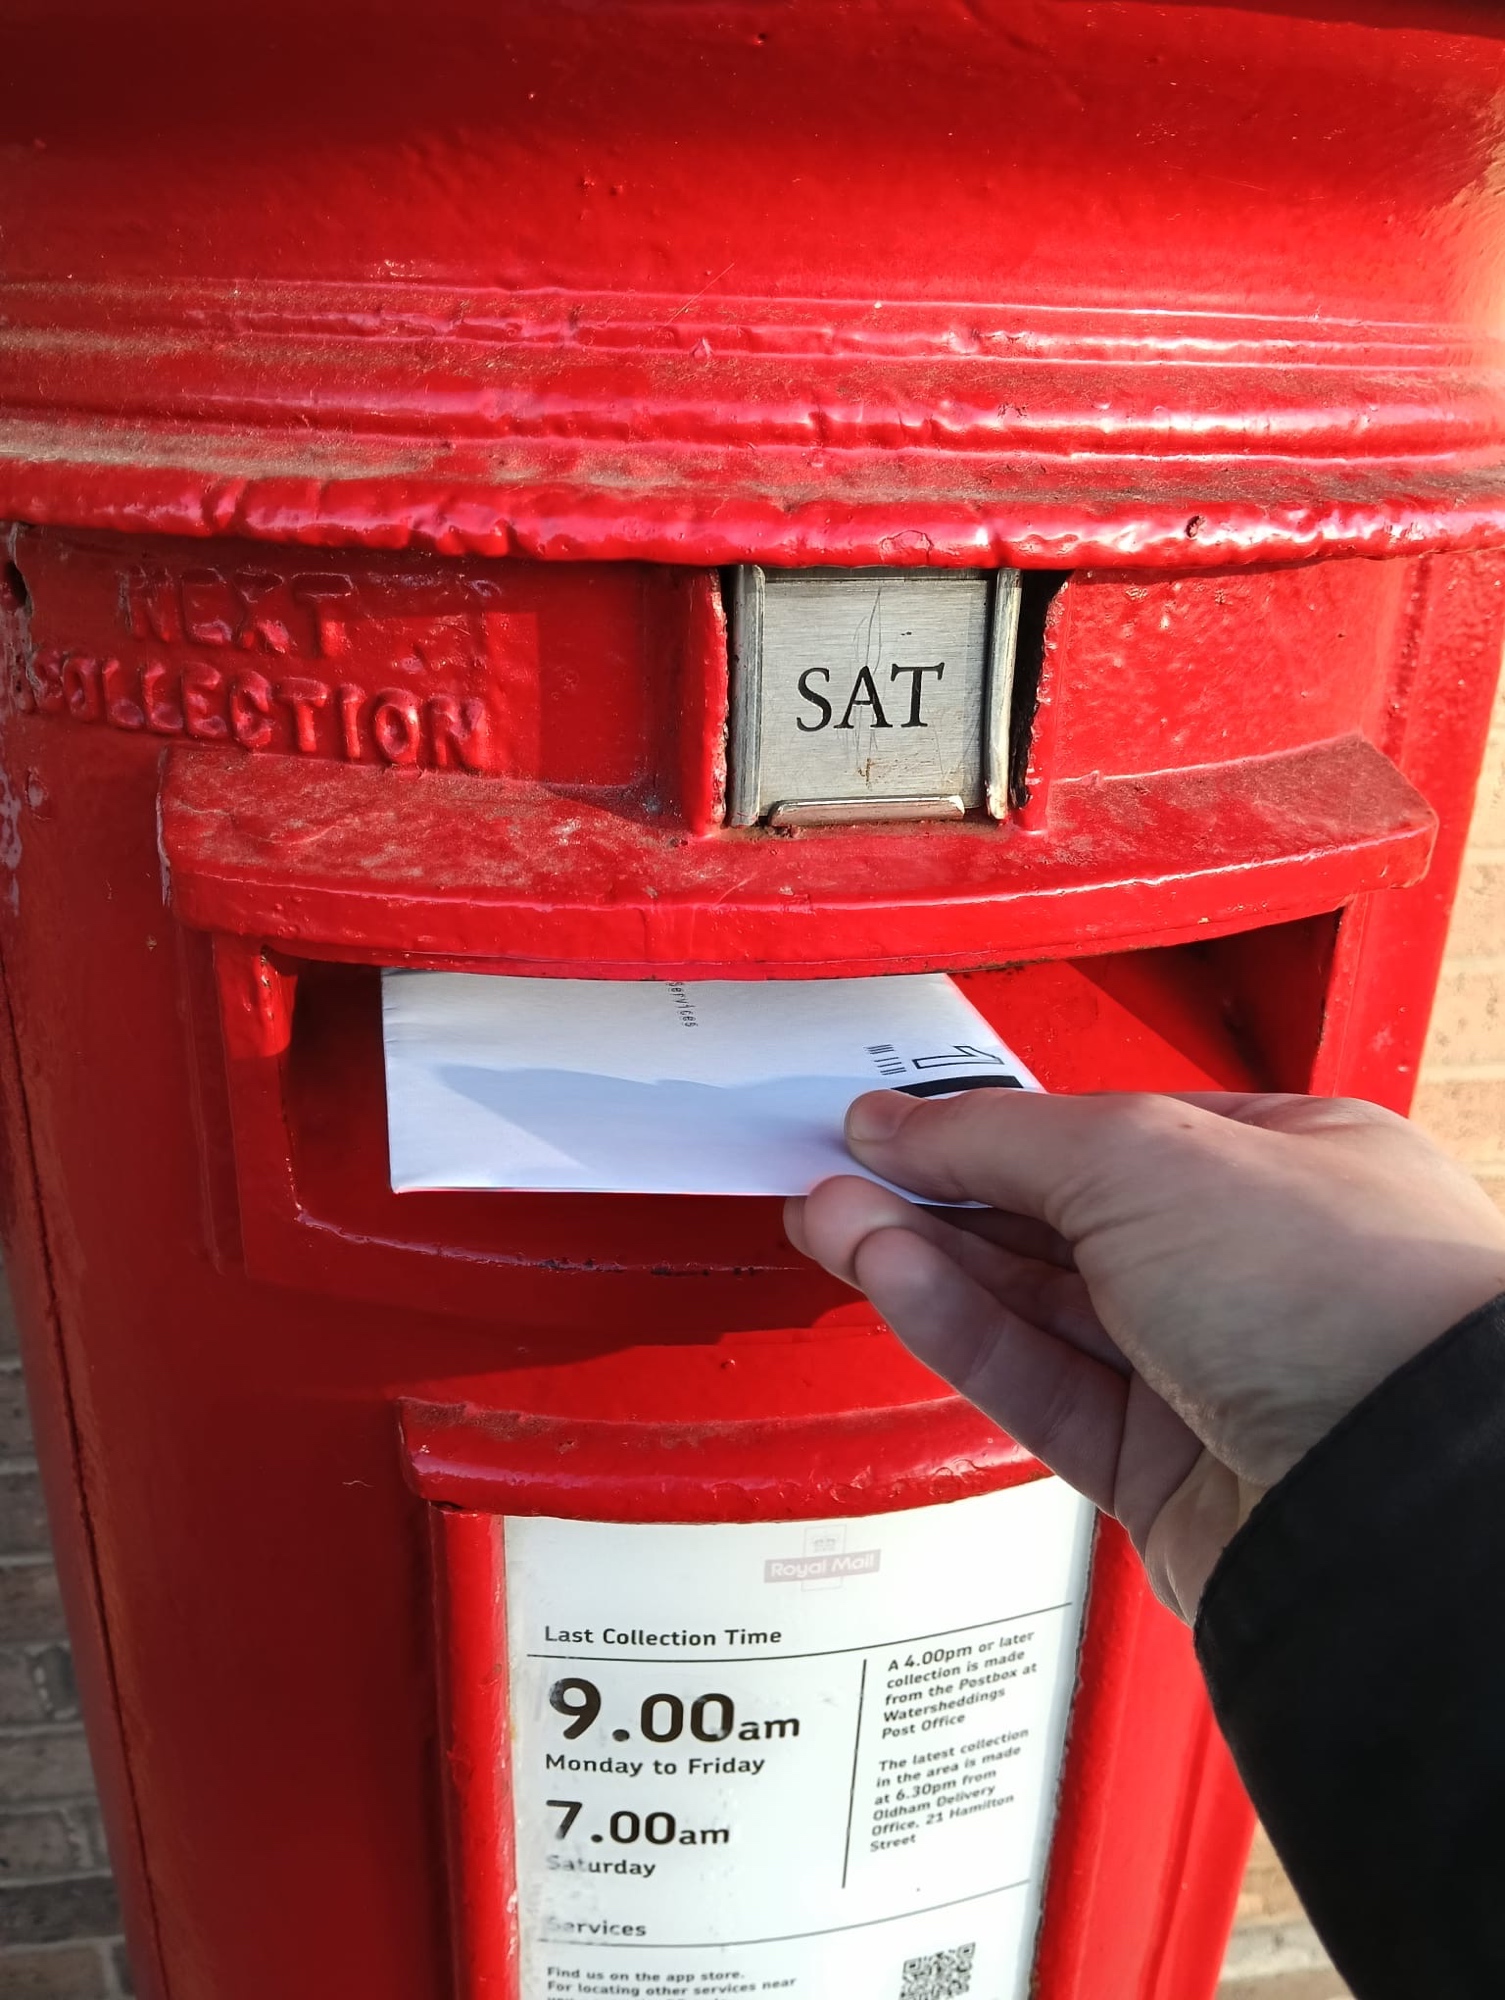 NEXT
COLLECTION
SAT
Services
Royal Mail
Last Collection Time
9.00am
Monday to Friday
7.00am
Saturday
A 4.00pm or later
collection is made
from the Postbox at
Watersheddings
Post Office
The latest collection
in the area is made
at 6.30pm from
Oldham Delivery
Office, 21 Hamilton
Street
Services
Find us on the app store.
For locating other services near